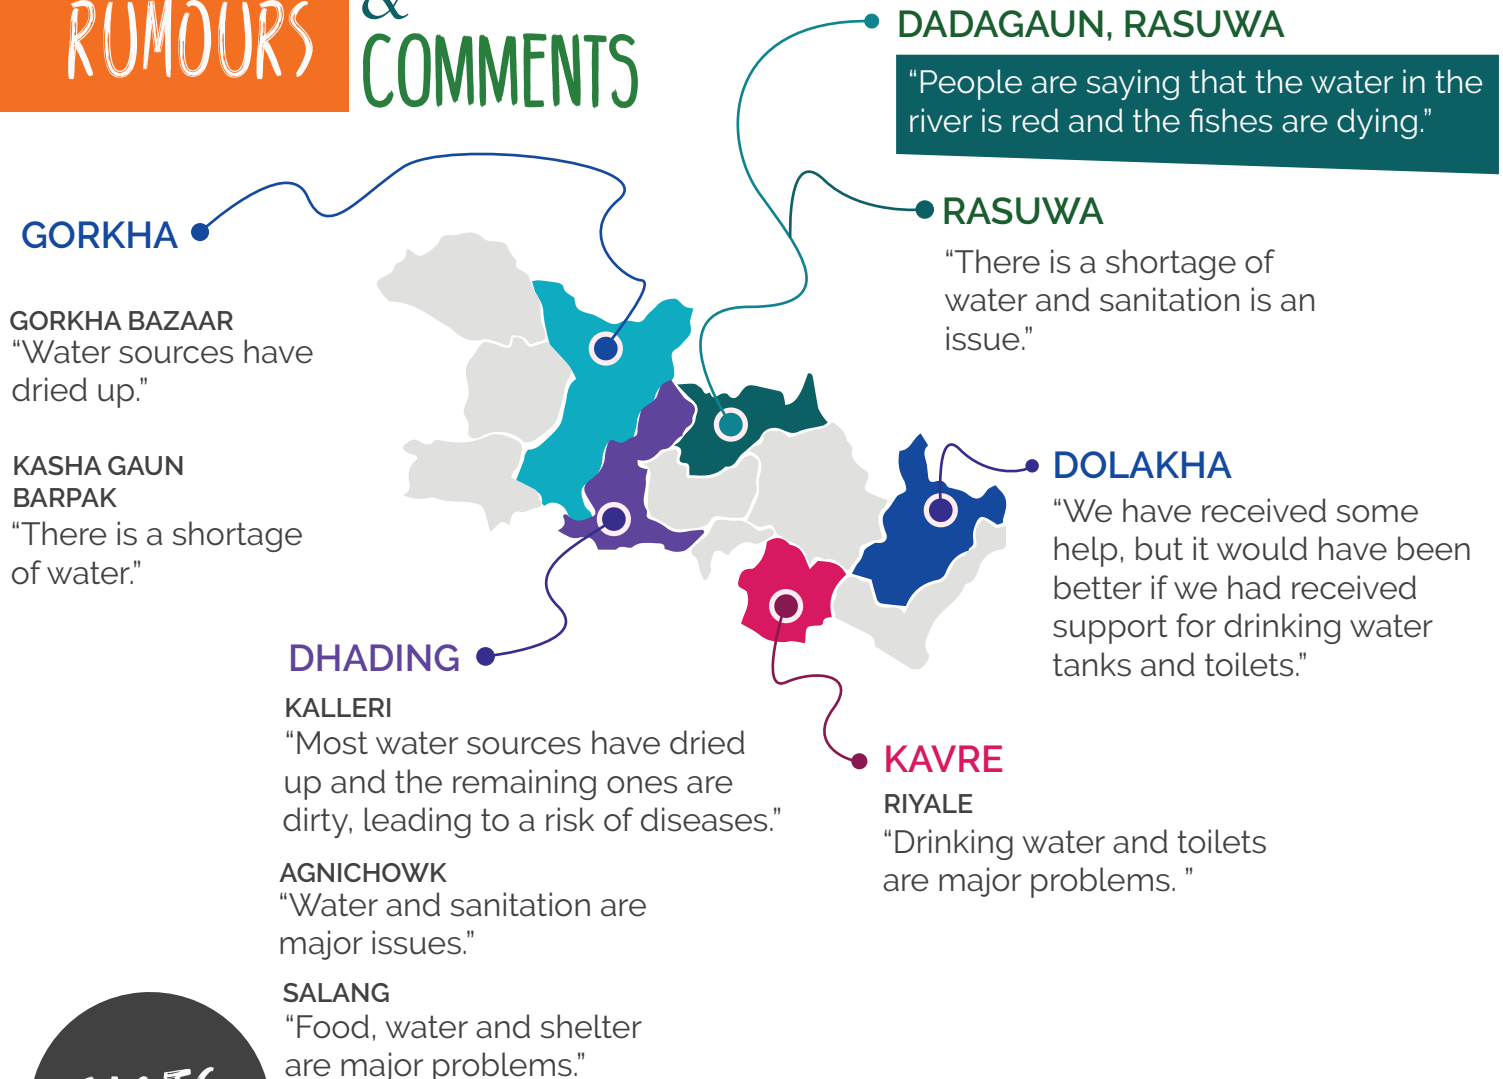 RUMOURS
&
COMMENTS
DADAGAUN, RASUWA
“People are saying that the water in the
river is red and the fishes are dying.”
RASUWA
“There is a shortage of
water and sanitation is an
issue.”
GORKHA
GORKHA BAZAAR
“Water sources have
dried up.”
KASHA GAUN
BARPAK
“There is a shortage
of water.”
DOLAKHA
“We have received some
help, but it would have been
better if we had received
support for drinking water
tanks and toilets.”
DHADING
KALLERI
“Most water sources have dried
up and the remaining ones are
dirty, leading to a risk of diseases.”
AGNICHOWK
“Water and sanitation are
major issues.”
SALANG
“Food, water and shelter
are major problems.”
KAVRE
RIYALE
“Drinking water and toilets
are major problems. ”